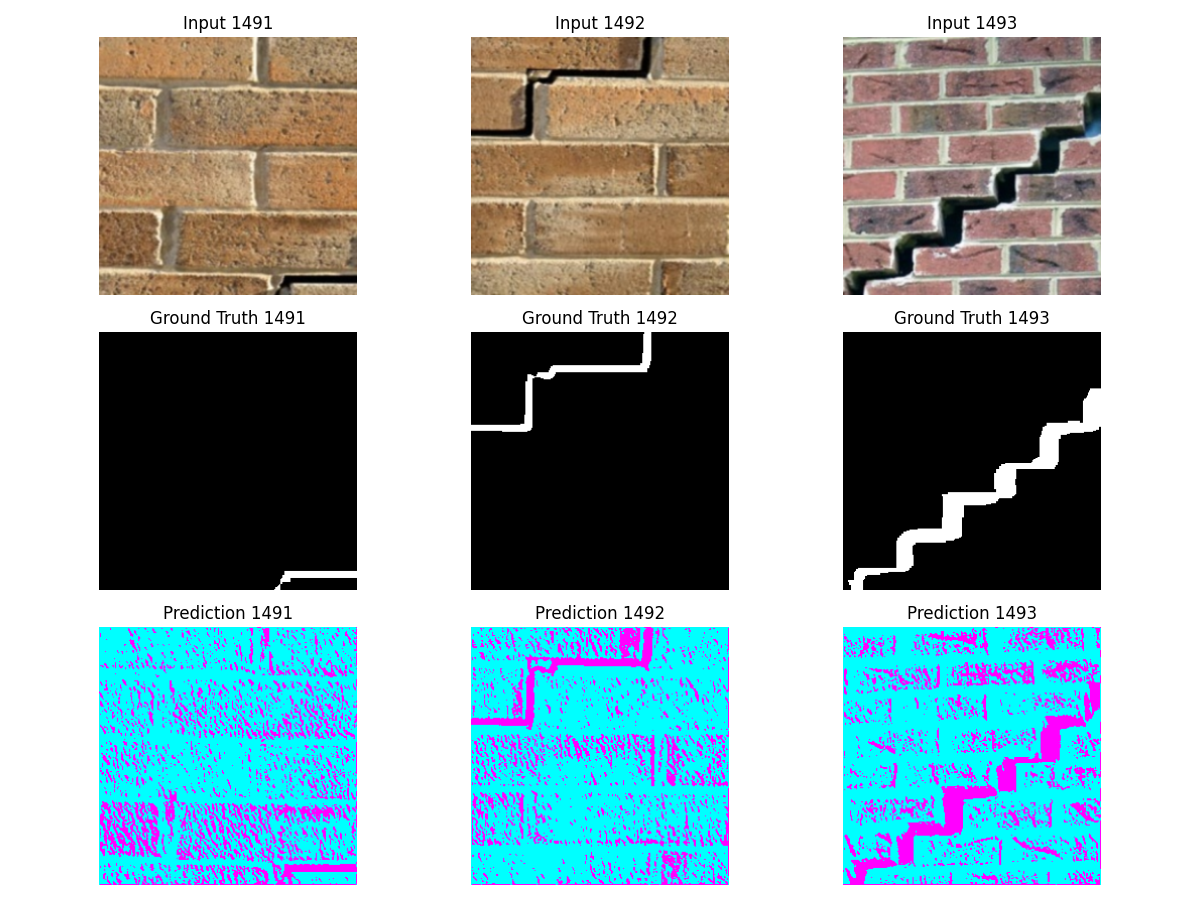 Input 1491
Input 1492
Input 1493
Ground Truth 1491
Ground Truth 1492
Ground Truth 1493
Prediction 1491
Prediction 1492
Prediction 1493